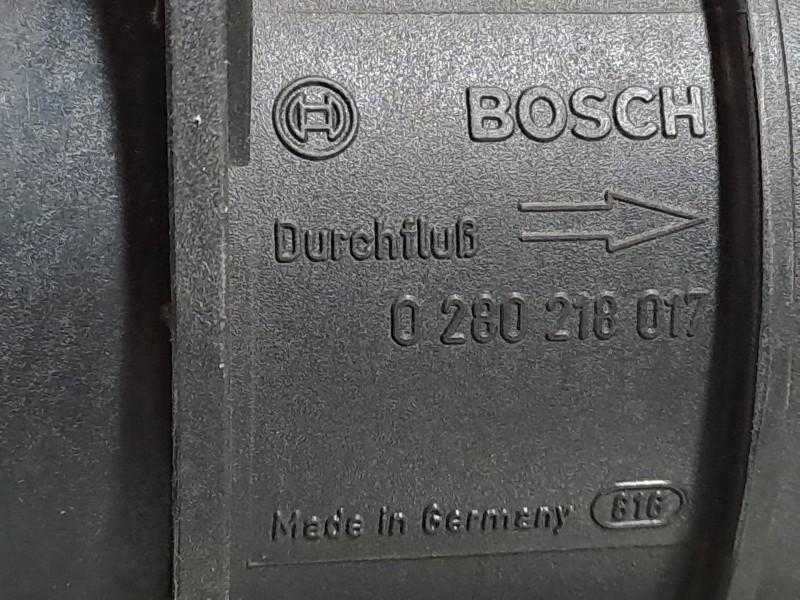 BOSCH
Durchfluß
0 280 218 017
Made in Germany 616